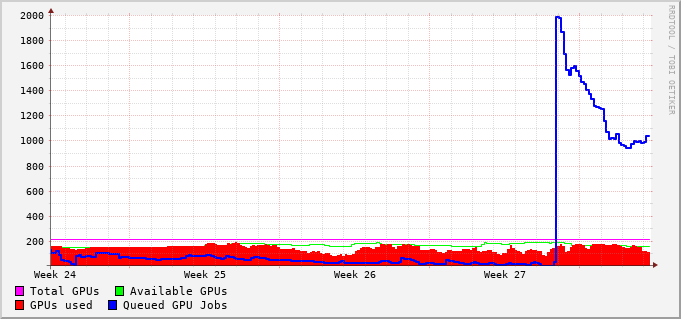 RRDTOOL / TOBI OETIKER
2000
1800
1600
1400
1200
1000
800
600
400
200
Week 24 Week 25 Week 26 Week 27
Total GPUs Available GPUs
GPUs used Queued GPU Jobs